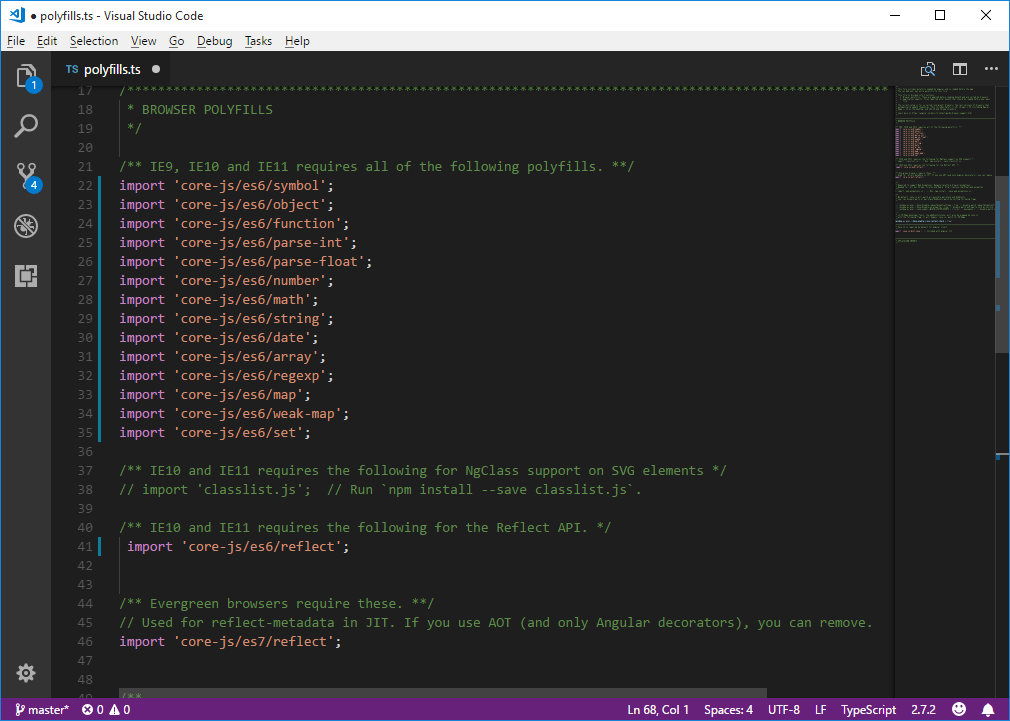 ● polyfills.ts - Visual Studio Code
File Edit Selection View Go Debug Tasks Help
1
TS polyfills.ts ●
17 /***************************************************************************************************
18 * BROWSER POLYFILLS
19 */
20
21 /** IE9, IE10 and IE11 requires all of the following polyfills. **/
22 import 'core-js/es6/symbol';
23 import 'core-js/es6/object';
24 import 'core-js/es6/function';
4
25 import 'core-js/es6/parse-int';
26 import 'core-js/es6/parse-float';
27 import 'core-js/es6/number';
28 import 'core-js/es6/math';
29 import 'core-js/es6/string';
30 import 'core-js/es6/date';
31 import 'core-js/es6/array';
32 import 'core-js/es6/regexp';
33 import 'core-js/es6/map';
34 import 'core-js/es6/weak-map';
35 import 'core-js/es6/set';
36
37 /** IE10 and IE11 requires the following for NgClass support on SVG elements */
38 // import 'classlist.js';  // Run `npm install --save classlist.js`.
39
40 /** IE10 and IE11 requires the following for the Reflect API. */
41 import 'core-js/es6/reflect';
42
43
44 /** Evergreen browsers require these. **/
45 // Used for reflect-metadata in JIT. If you use AOT (and only Angular decorators), you can remove.
46 import 'core-js/es7/reflect';
47
48
49 /**
master* 0 0 Ln 68, Col 1 Spaces: 4 UTF-8 LF TypeScript 2.7.2